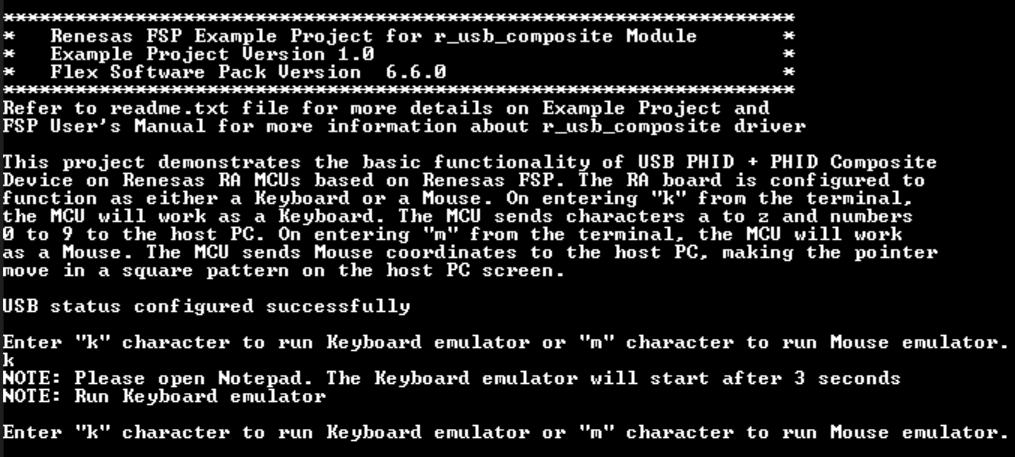 ******************************************************************
*   Renesas FSP Example Project for r_usb_composite Module       *
*   Example Project Version 1.0                                  *
*   Flex Software Pack Version  6.6.0                            *
******************************************************************
Refer to readme.txt file for more details on Example Project and
FSP User's Manual for more information about r_usb_composite driver

This project demonstrates the basic functionality of USB PHID + PHID Composite
Device on Renesas RA MCUs based on Renesas FSP. The RA board is configured to
function as either a Keyboard or a Mouse. On entering "k" from the terminal,
the MCU will work as a Keyboard. The MCU sends characters a to z and numbers
0 to 9 to the host PC. On entering "m" from the terminal, the MCU will work
as a Mouse. The MCU sends Mouse coordinates to the host PC, making the pointer
move in a square pattern on the host PC screen.

USB status configured successfully

Enter "k" character to run Keyboard emulator or "m" character to run Mouse emulator.
k
NOTE: Please open Notepad. The Keyboard emulator will start after 3 seconds
NOTE: Run Keyboard emulator

Enter "k" character to run Keyboard emulator or "m" character to run Mouse emulator.